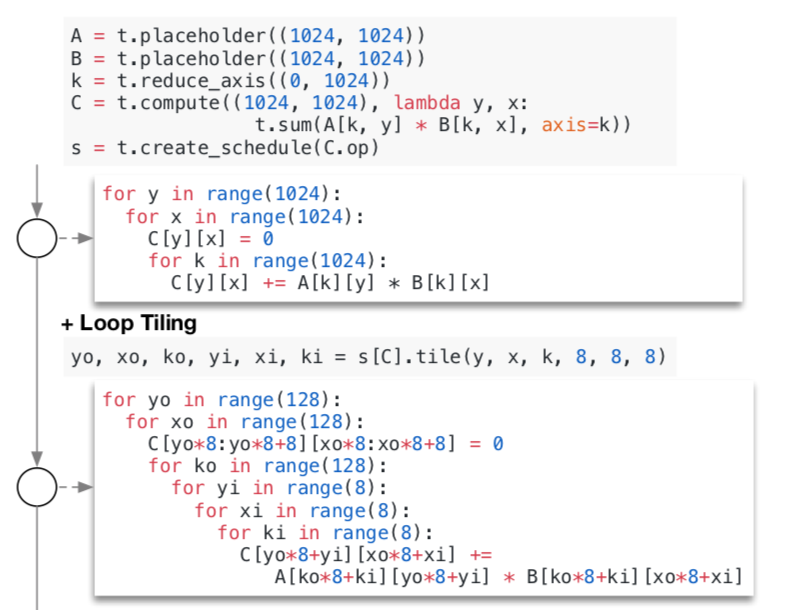 A = t.placeholder((1024, 1024))
B = t.placeholder((1024, 1024))
k = t.reduce_axis((0, 1024))
C = t.compute((1024, 1024), lambda y, x:
t.sum(A[k, y] * B[k, x], axis=k))
s = t.create_schedule(C.op)
for y in range(1024):
for x in range(1024):
C[y][x] = 0
for k in range(1024):
C[y][x] += A[k][y] * B[k][x]
+ Loop Tiling
yo, xo, ko, yi, xi, ki = s[C].tile(y, x, k, 8, 8, 8)
for yo in range(128):
for xo in range(128):
C[yo*8:yo*8+8][xo*8:xo*8+8] = 0
for ko in range(128):
for yi in range(8):
for xi in range(8):
for ki in range(8):
C[yo*8+yi][xo*8+xi] +=
A[ko*8+ki][yo*8+yi] * B[ko*8+ki][xo*8+xi]